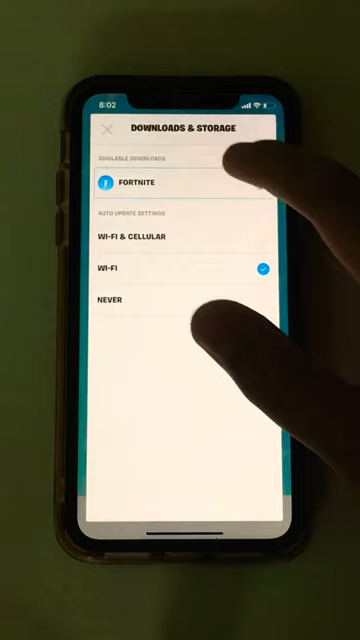 8:02
DOWNLOADS & STORAGE
AVAILABLE DOWNLOADS
FORTNITE
AUTO UPDATE SETTINGS
WI-FI & CELLULAR
WI-FI
NEVER